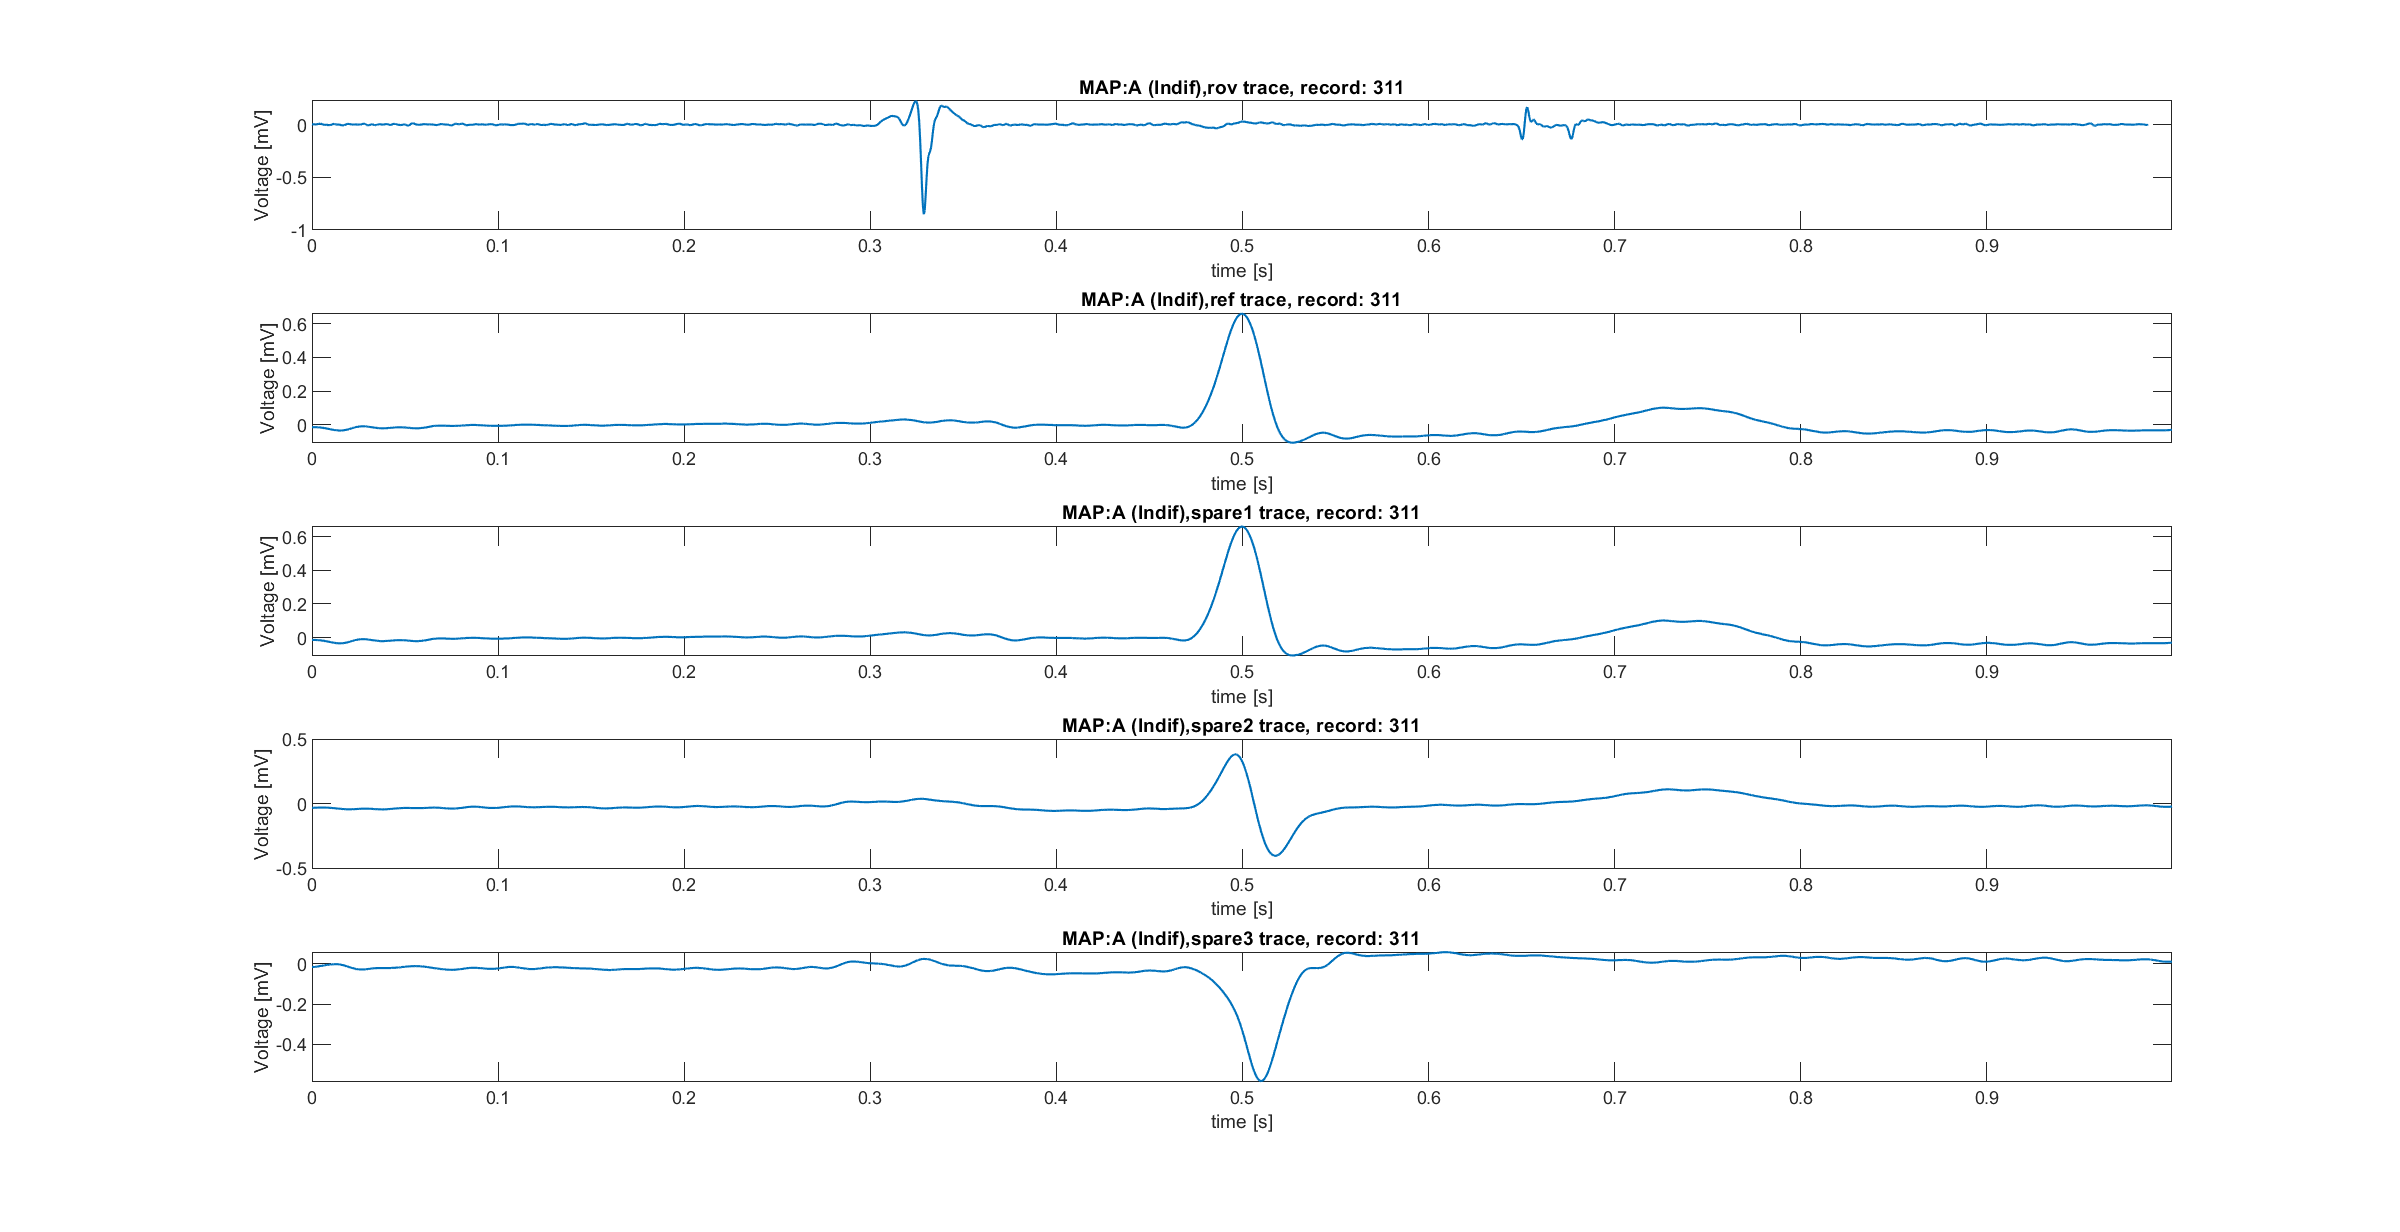 MAP:A (Indif),rov trace, record: 311
Voltage [mV]
0
-0.5
-1
0 0.1 0.2 0.3 0.4 0.5 0.6 0.7 0.8 0.9
time [s]
MAP:A (Indif),ref trace, record: 311
Voltage [mV]
0.6
0.4
0.2
0
0 0.1 0.2 0.3 0.4 0.5 0.6 0.7 0.8 0.9
time [s]
MAP:A (Indif),spare1 trace, record: 311
Voltage [mV]
0.6
0.4
0.2
0
0 0.1 0.2 0.3 0.4 0.5 0.6 0.7 0.8 0.9
time [s]
MAP:A (Indif),spare2 trace, record: 311
Voltage [mV]
0.5
0
-0.5
0 0.1 0.2 0.3 0.4 0.5 0.6 0.7 0.8 0.9
time [s]
MAP:A (Indif),spare3 trace, record: 311
Voltage [mV]
0
-0.2
-0.4
0 0.1 0.2 0.3 0.4 0.5 0.6 0.7 0.8 0.9
time [s]